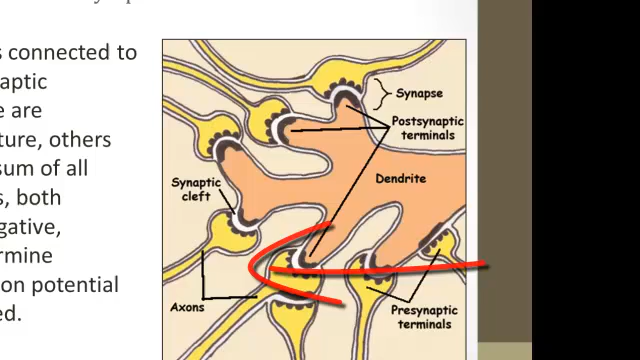 s connected to
aptic
e are
ture, others
sum of all
s, both
gative,
rmine
on potential
ed.
Synapse
Postsynaptic
terminals
Dendrite
Synaptic
cleft
Axons
Presynaptic
terminals